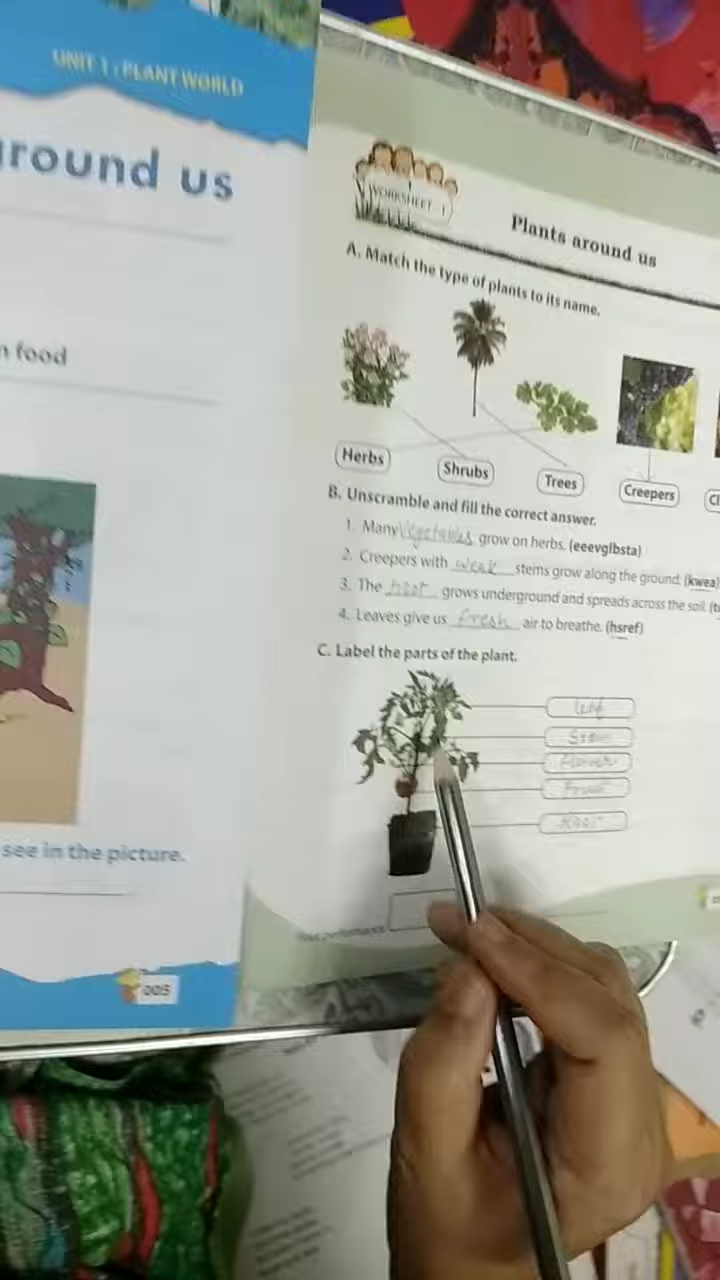 UNIT 1 : PLANT WORLD
around us
n food
see in the picture.
005
WORKSHEET - 1
Plants around us
A. Match the type of plants to its name.
Herbs
Shrubs
Trees
Creepers
Cl
B. Unscramble and fill the correct answer.
1. Many Vegetables grow on herbs. (eeevglbsta)
2. Creepers with weak stems grow along the ground. (kwea)
3. The root grows underground and spreads across the soil. (t
4. Leaves give us fresh air to breathe. (hsref)
C. Label the parts of the plant.
leaf
Stem
flower
Fruit
Root